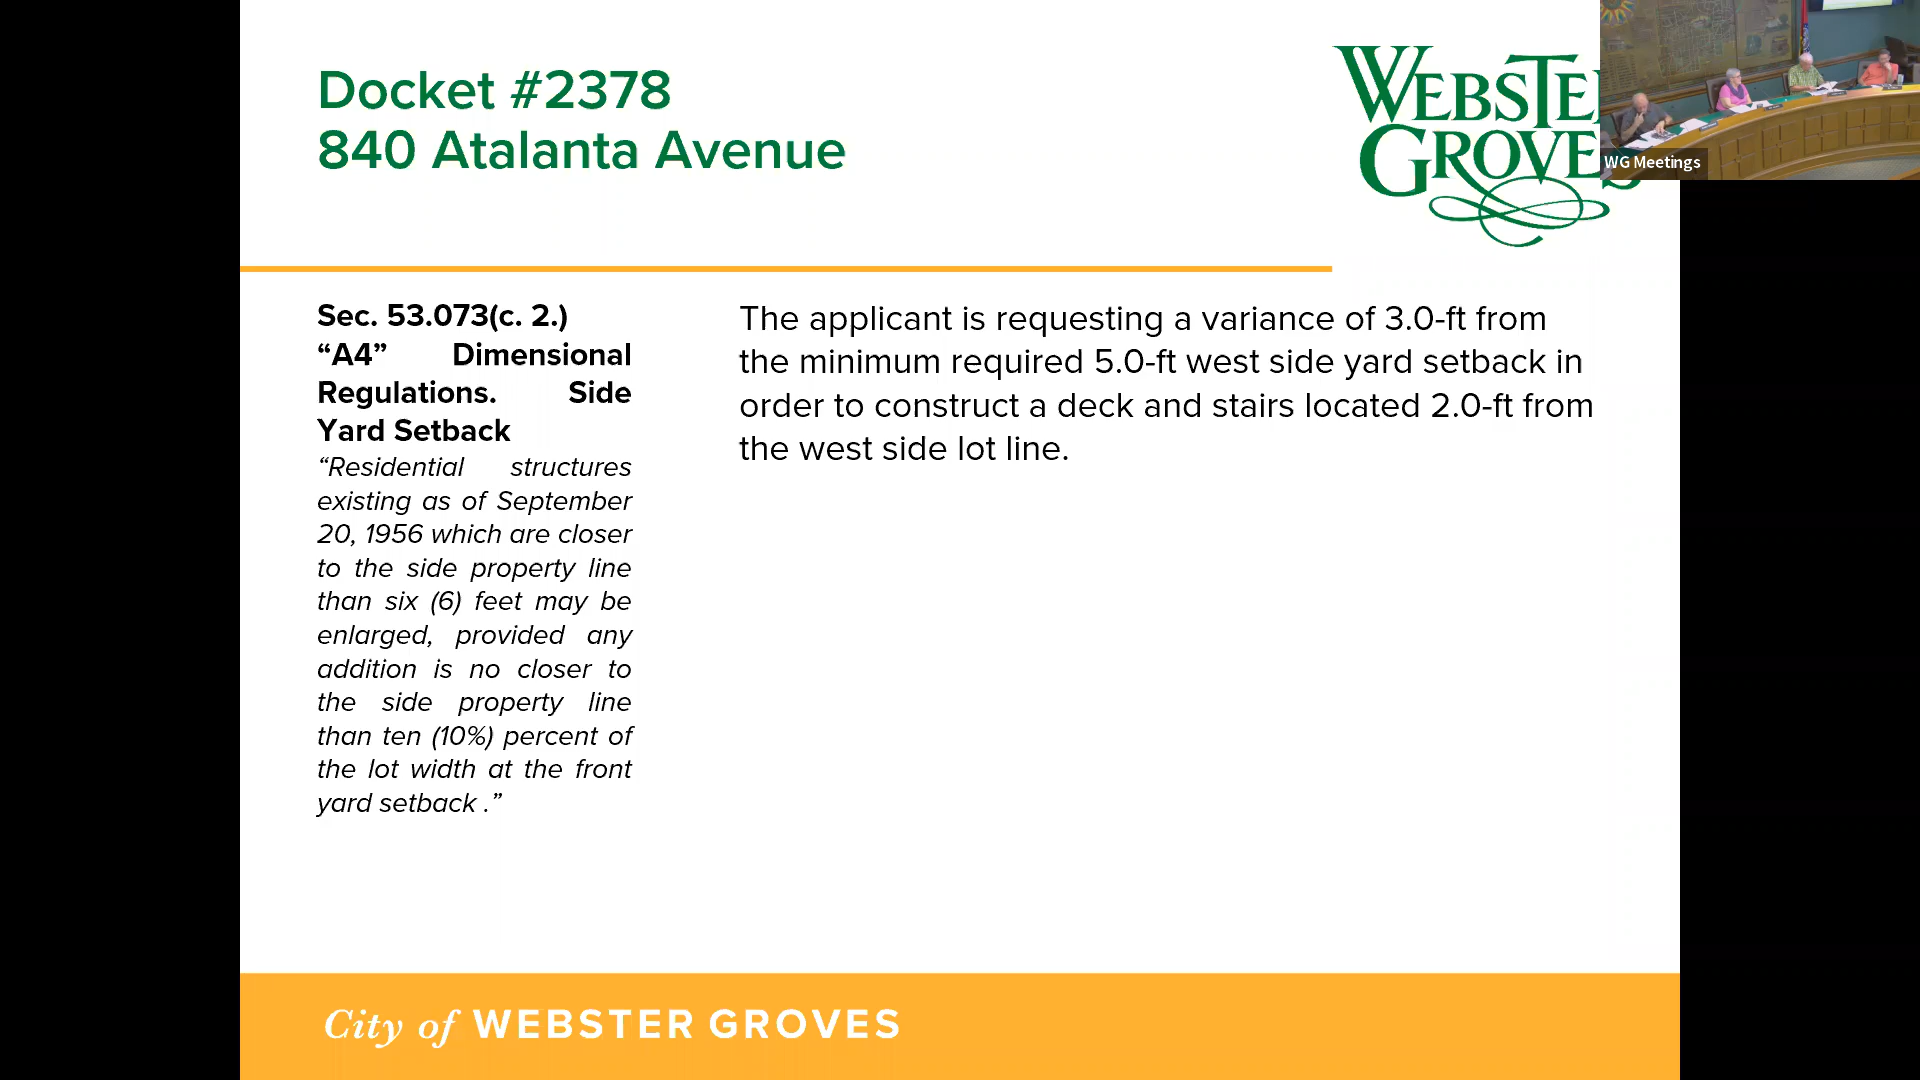 Docket #2378
840 Atalanta Avenue
WEBSTE
GROVES
WG Meetings
Sec. 53.073(c. 2.)
“A4” Dimensional
Regulations. Side
Yard Setback
“Residential structures
existing as of September
20, 1956 which are closer
to the side property line
than six (6) feet may be
enlarged, provided any
addition is no closer to
the side property line
than ten (10%) percent of
the lot width at the front
yard setback .”
The applicant is requesting a variance of 3.0-ft from
the minimum required 5.0-ft west side yard setback in
order to construct a deck and stairs located 2.0-ft from
the west side lot line.
City of WEBSTER GROVES